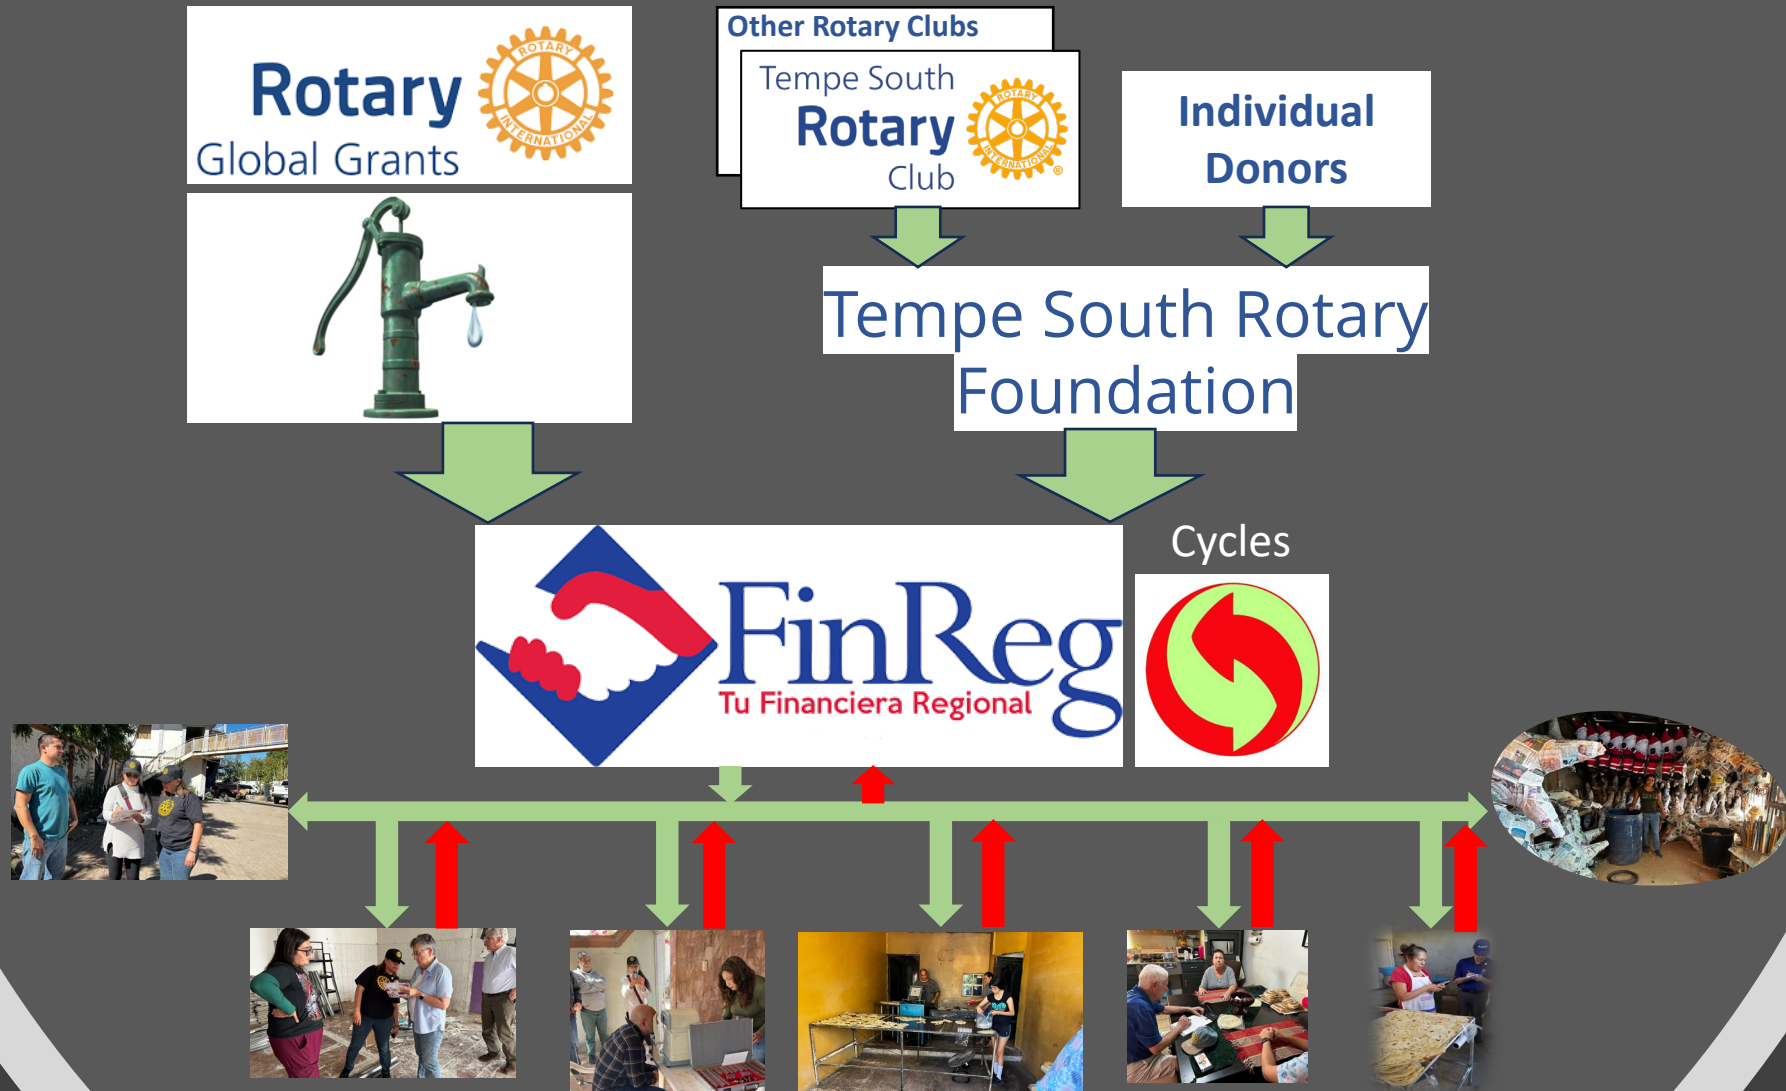 Rotary
Global Grants
ROTARY
INTERNATIONAL
Other Rotary Clubs
Tempe South
Rotary
Club
ROTARY
INTERNATIONAL
®
Individual
Donors
Tempe South Rotary
Foundation
FinReg
Tu Financiera Regional
Cycles